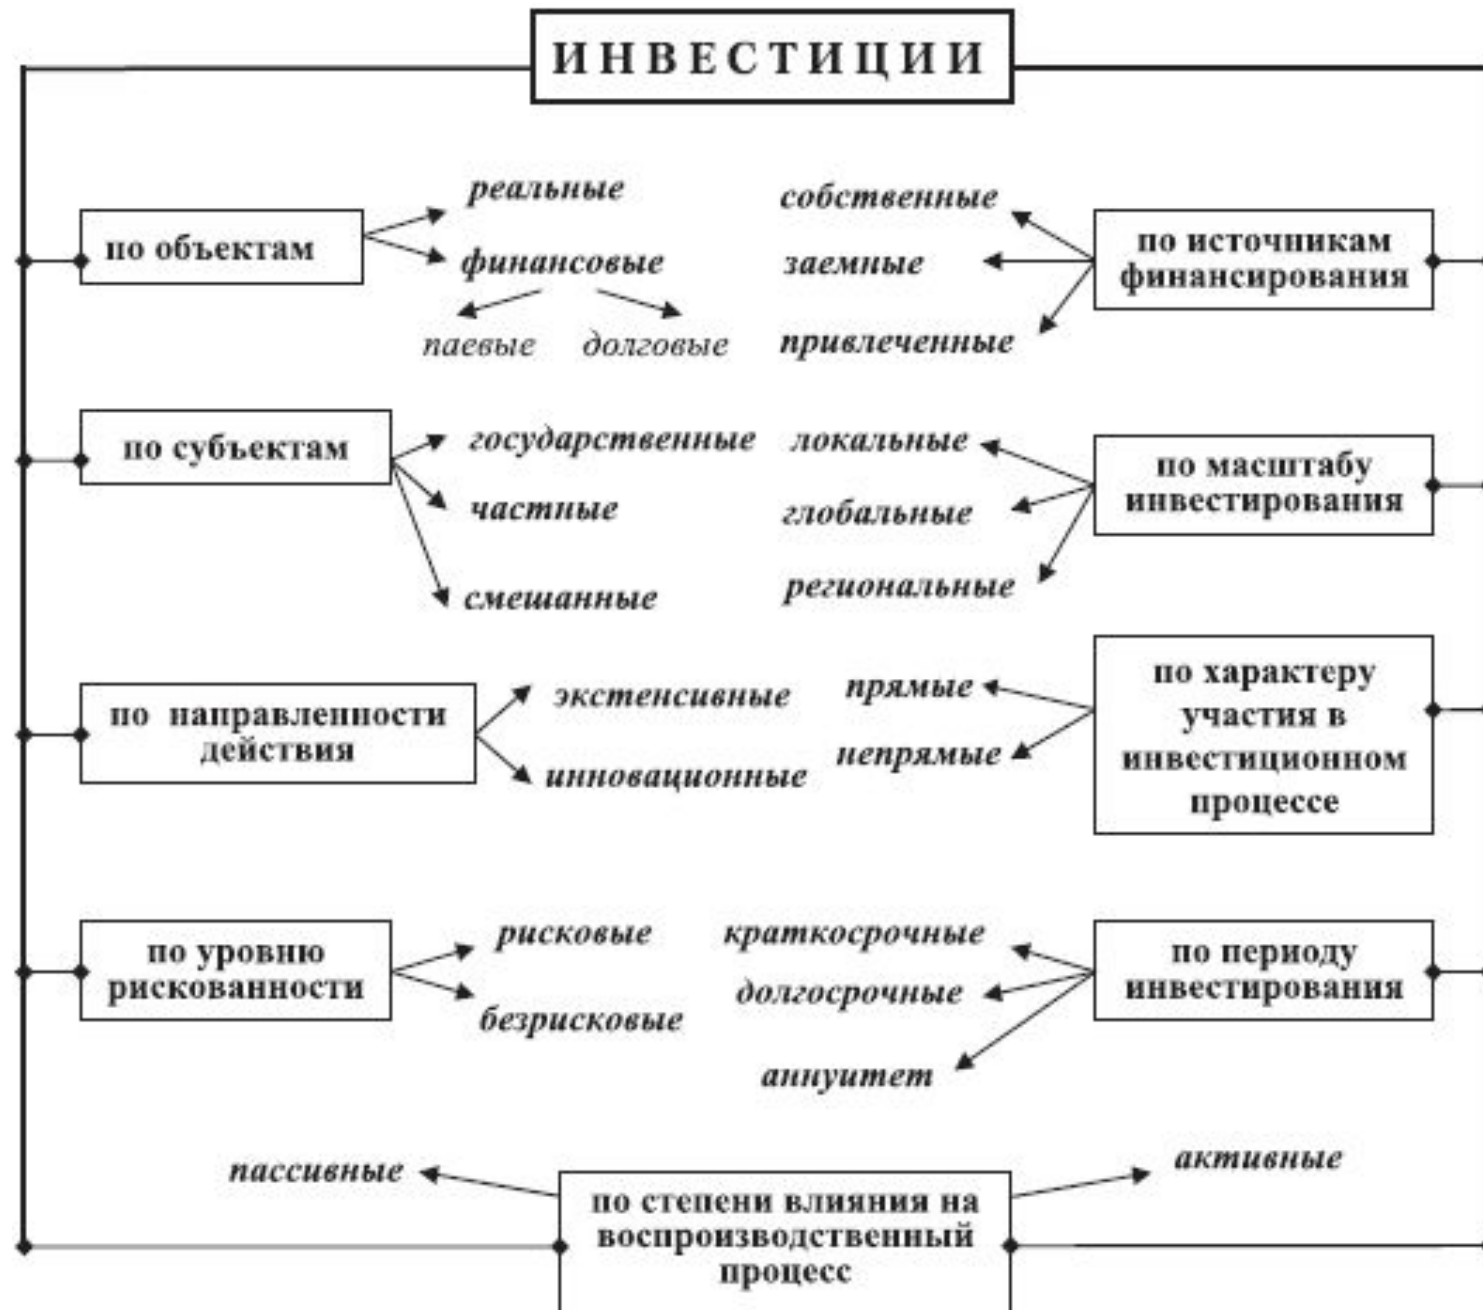 ИНВЕСТИЦИИ
по объектам
реальные
финансовые
паевые
долговые
собственные
заемные
привлеченные
по источникам
финансирования
по субъектам
государственные
частные
смешанные
локальные
глобальные
региональные
по масштабу
инвестирования
по направленности
действия
экстенсивные
инновационные
прямые
непрямые
по характеру
участия в
инвестиционном
процессе
по уровню
рискованности
рисковые
безрисковые
краткосрочные
долгосрочные
аннуитет
по периоду
инвестирования
пассивные
по степени влияния на
воспроизводственный
процесс
активные